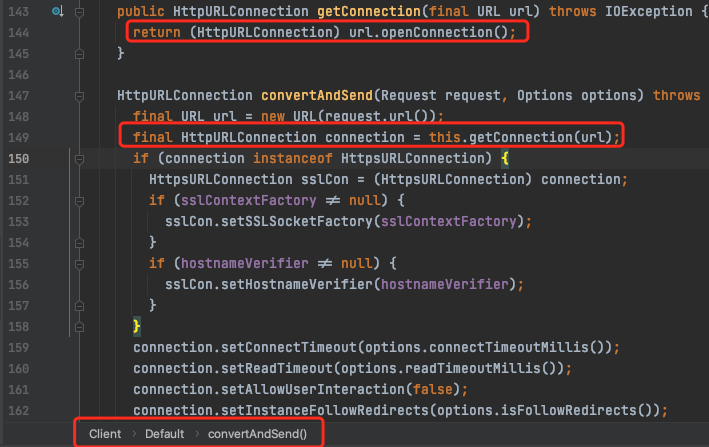 143 public HttpURLConnection getConnection(final URL url) throws IOException {
144 return (HttpURLConnection) url.openConnection();
145 }
146
147 HttpURLConnection convertAndSend(Request request, Options options) throws
148 final URL url = new URL(request.url());
149 final HttpURLConnection connection = this.getConnection(url);
150 if (connection instanceof HttpsURLConnection) {
151 HttpsURLConnection sslCon = (HttpsURLConnection) connection;
152 if (sslContextFactory ≠ null) {
153 sslCon.setSSLSocketFactory(sslContextFactory);
154 }
155 if (hostnameVerifier ≠ null) {
156 sslCon.setHostnameVerifier(hostnameVerifier);
157 }
158 }
159 connection.setConnectTimeout(options.connectTimeoutMillis());
160 connection.setReadTimeout(options.readTimeoutMillis());
161 connection.setAllowUserInteraction(false);
162 connection.setInstanceFollowRedirects(options.isFollowRedirects());
Client › Default › convertAndSend()